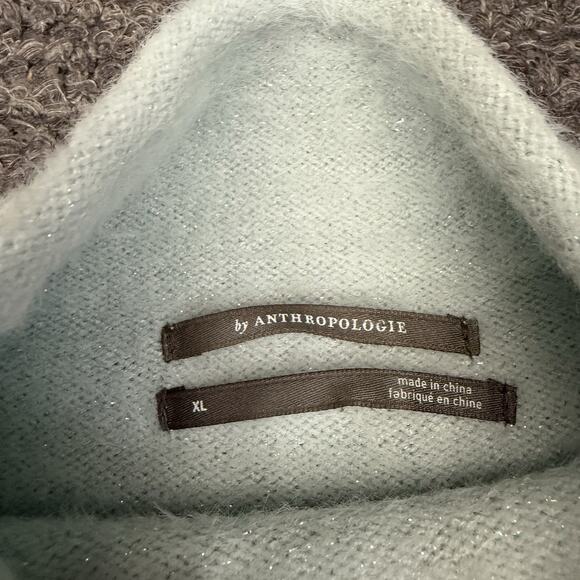 by ANTHROPOLOGIE
XL
made in china
fabriqué en chine